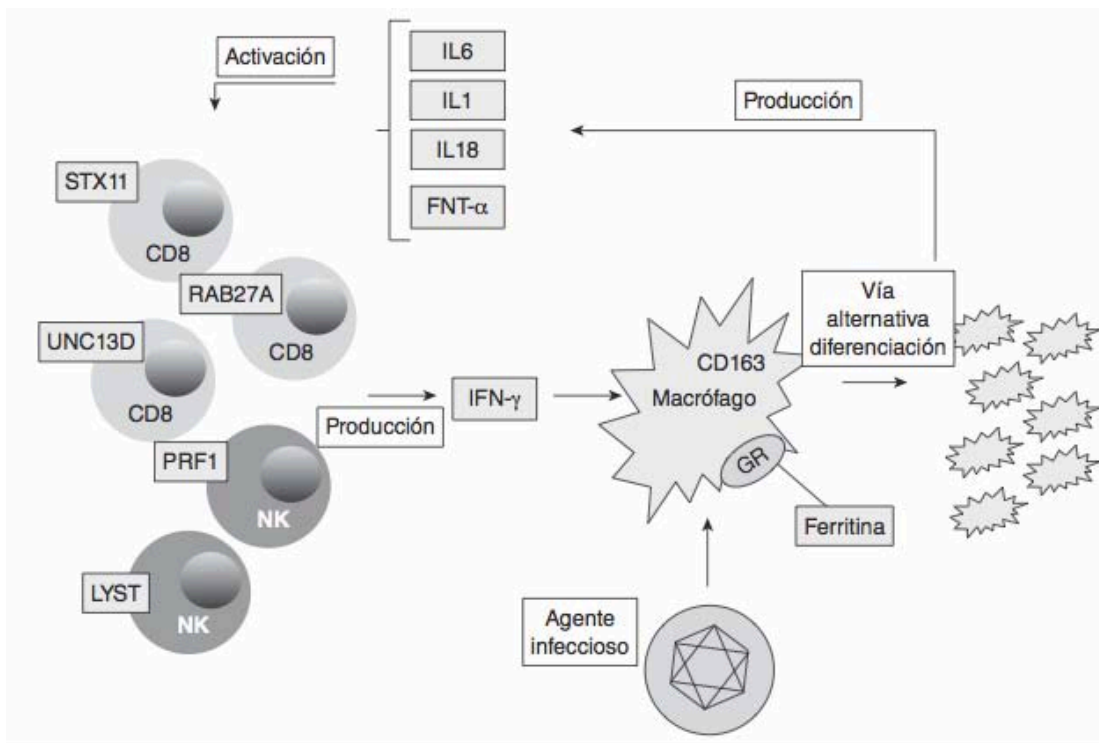 Activación
IL6
IL1
IL18
FNT-α
Producción
STX11
CD8
RAB27A
CD8
UNC13D
CD8
PRF1
NK
LYST
NK
Producción
IFN-γ
CD163
Macrófago
GR
Ferritina
Vía
alternativa
diferenciación
Agente
infeccioso